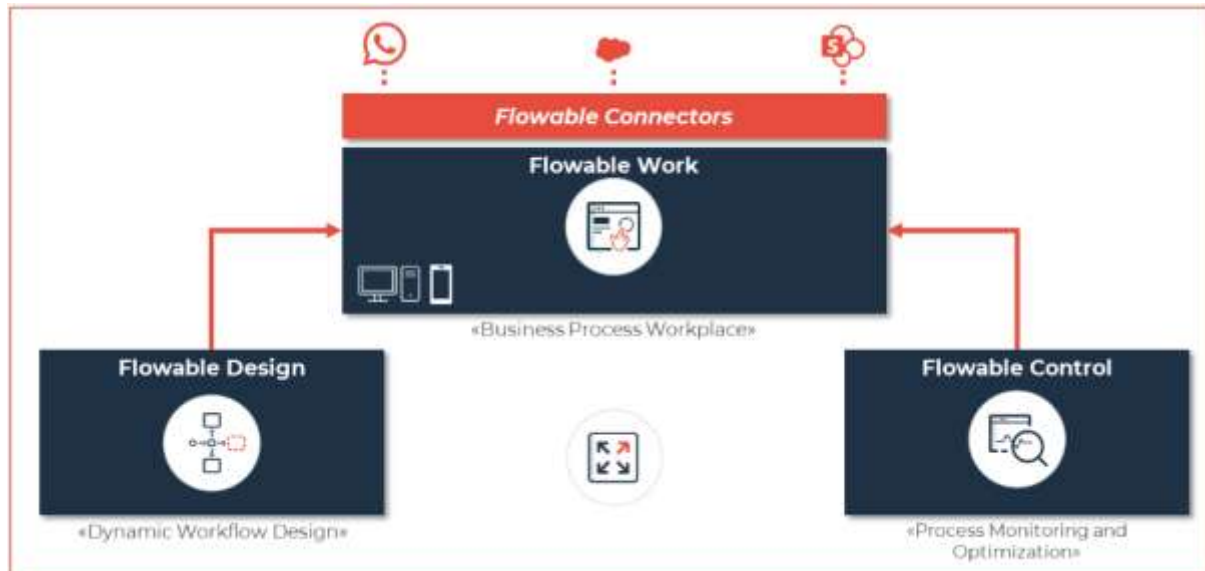 Flowable Connectors
Flowable Work
«Business Process Workplace»
Flowable Design
«Dynamic Workflow Design»
Flowable Control
«Process Monitoring and
Optimization»
S